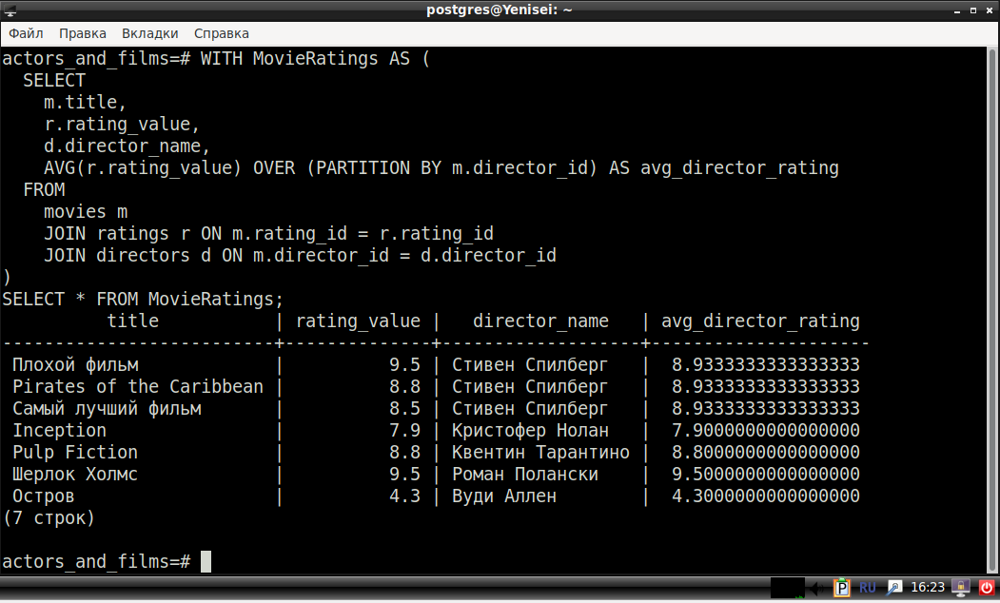 postgres@Yenisei: ~
Файл Правка Вкладки Справка
actors_and_films=# WITH MovieRatings AS (
  SELECT
    m.title,
    r.rating_value,
    d.director_name,
    AVG(r.rating_value) OVER (PARTITION BY m.director_id) AS avg_director_rating
  FROM
    movies m
    JOIN ratings r ON m.rating_id = r.rating_id
    JOIN directors d ON m.director_id = d.director_id
)
SELECT * FROM MovieRatings;
          title           | rating_value |   director_name   | avg_director_rating
--------------------------+--------------+-------------------+---------------------
 Плохой фильм             |          9.5 | Стивен Спилберг   |  8.9333333333333333
 Pirates of the Caribbean |          8.8 | Стивен Спилберг   |  8.9333333333333333
 Самый лучший фильм       |          8.5 | Стивен Спилберг   |  8.9333333333333333
 Inception                |          7.9 | Кристофер Нолан   |  7.9000000000000000
 Pulp Fiction             |          8.8 | Квентин Тарантино |  8.8000000000000000
 Шерлок Холмс             |          9.5 | Роман Полански    |  9.5000000000000000
 Остров                   |          4.3 | Вуди Аллен        |  4.3000000000000000
(7 строк)
actors_and_films=#
P RU 16:23